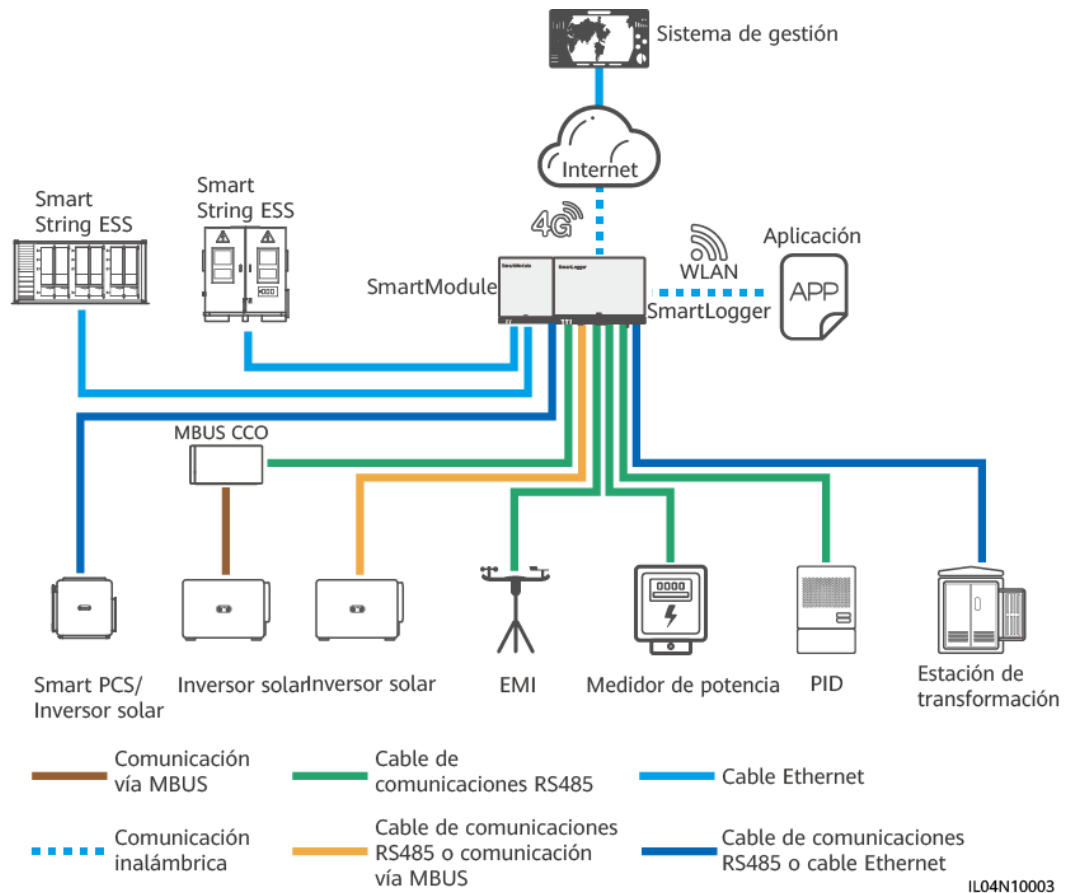 Sistema de gestión
Internet
Smart
String ESS
Smart
String ESS
4G
WLAN
Aplicación
APP
SmartModule
SmartModule
SmartLogger
SmartLogger
MBUS CCO
0000
Smart PCS/
Inversor solar
Inversor solar
Inversor solar
EMI
Medidor de potencia
PID
Estación de
transformación
Comunicación
vía MBUS
Cable de
comunicaciones RS485
Cable Ethernet
Comunicación
inalámbrica
Cable de comunicaciones
RS485 o comunicación
vía MBUS
Cable de comunicaciones
RS485 o cable Ethernet
IL04N10003